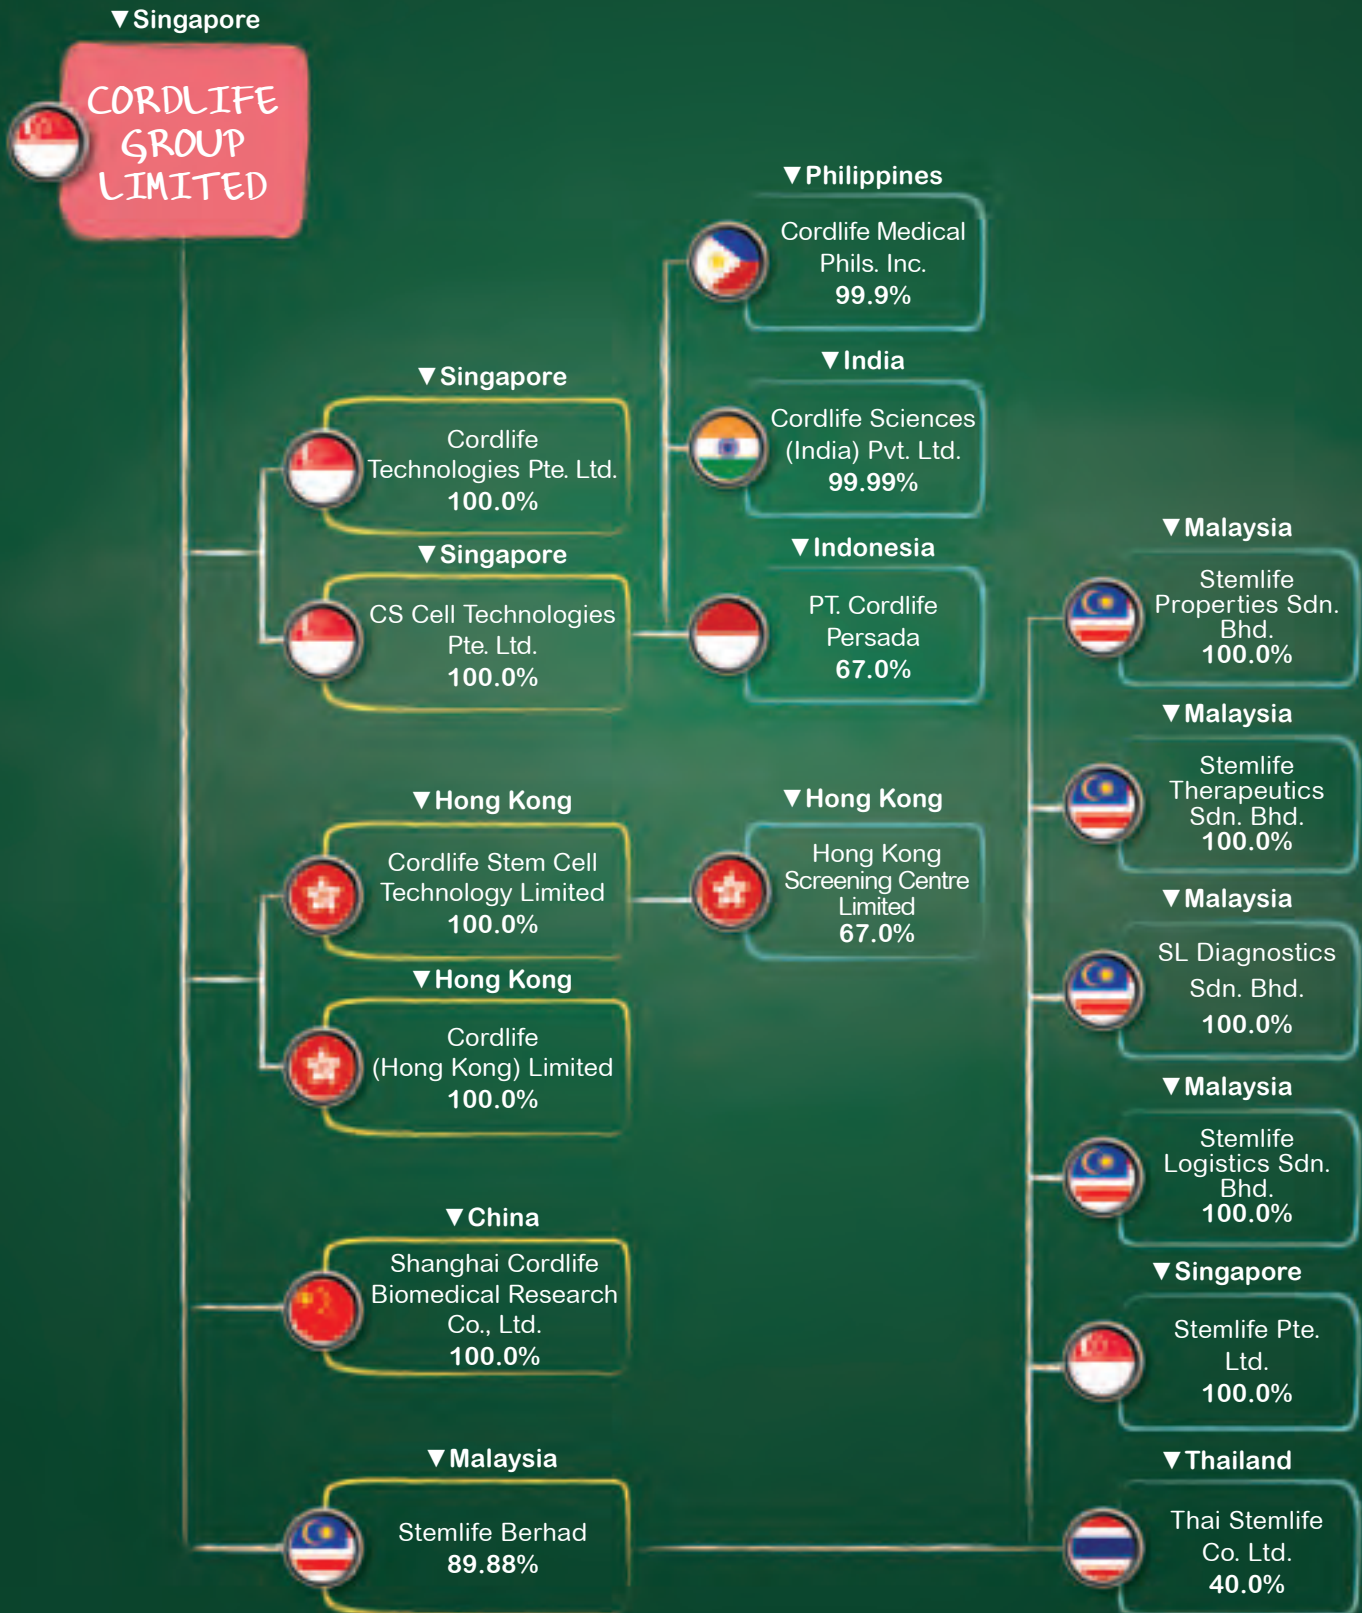 ▼Singapore
CORDLIFE
GROUP
LIMITED
▼Singapore
Cordlife
Technologies Pte. Ltd.
100.0%
▼Singapore
CS Cell Technologies
Pte. Ltd.
100.0%
▼Philippines
Cordlife Medical
Phils. Inc.
99.9%
▼India
Cordlife Sciences
(India) Pvt. Ltd.
99.99%
▼Indonesia
PT. Cordlife
Persada
67.0%
▼Hong Kong
Cordlife Stem Cell
Technology Limited
100.0%
▼Hong Kong
Hong Kong
Screening Centre
Limited
67.0%
▼Hong Kong
Cordlife
(Hong Kong) Limited
100.0%
▼China
Shanghai Cordlife
Biomedical Research
Co., Ltd.
100.0%
▼Malaysia
Stemlife Berhad
89.88%
▼Malaysia
Stemlife
Properties Sdn.
Bhd.
100.0%
▼Malaysia
Stemlife
Therapeutics
Sdn. Bhd.
100.0%
▼Malaysia
SL Diagnostics
Sdn. Bhd.
100.0%
▼Malaysia
Stemlife
Logistics Sdn.
Bhd.
100.0%
▼Singapore
Stemlife Pte.
Ltd.
100.0%
▼Thailand
Thai Stemlife
Co. Ltd.
40.0%